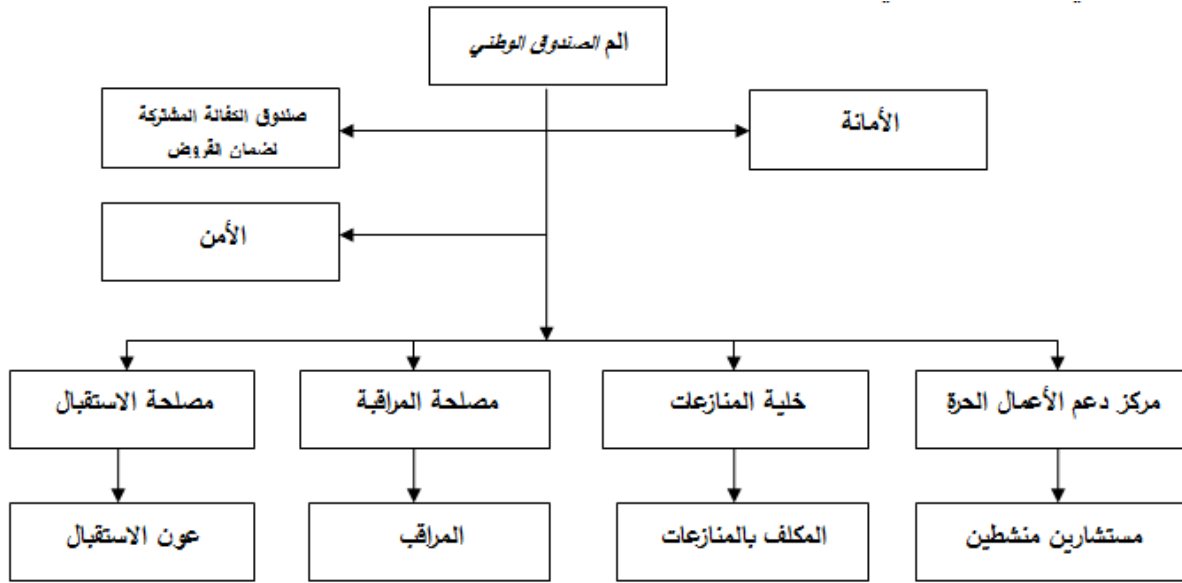 الم الصندوق الوطني
الأمانة
صندوق الكفالة المشتركة
لضمان القروض
الأمن
مركز دعم الأعمال الحرة
خلية المنازعات
مصلحة المراقبة
مصلحة الاستقبال
مستشارين منشطين
المكلف بالمنازعات
المراقب
عون الاستقبال